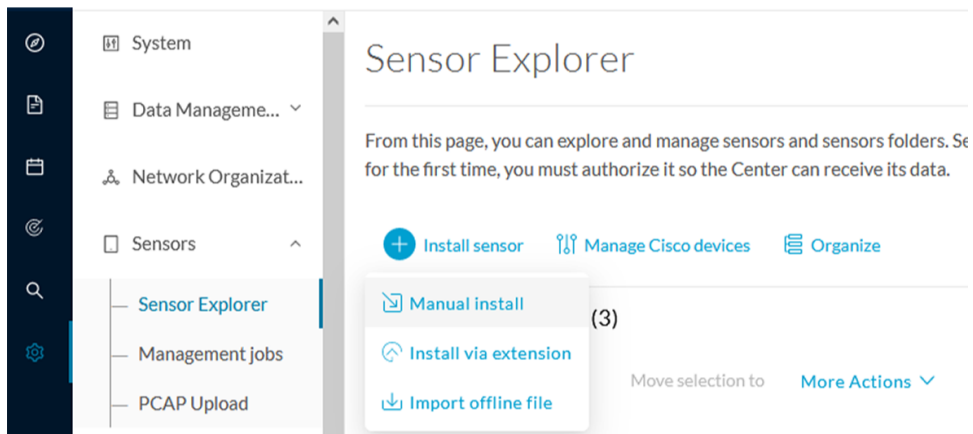 System
Data Manageme...
Network Organizat...
Sensors
Sensor Explorer
Management jobs
PCAP Upload
Sensor Explorer
From this page, you can explore and manage sensors and sensors folders. Se
for the first time, you must authorize it so the Center can receive its data.
Install sensor
Manage Cisco devices
Organize
Manual install
Install via extension
Import offline file
(3)
Move selection to
More Actions